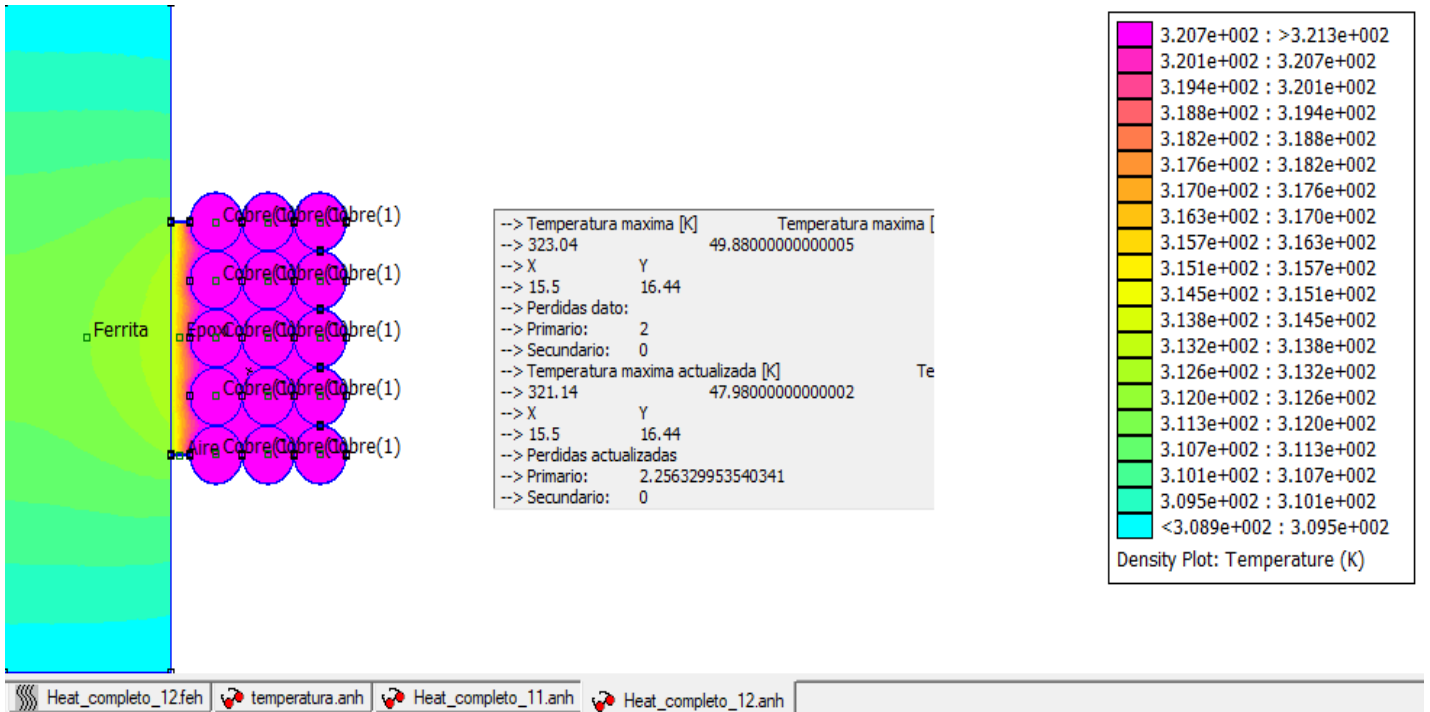 3.207e+002 : >3.213e+002
3.201e+002 : 3.207e+002
3.194e+002 : 3.201e+002
3.188e+002 : 3.194e+002
3.182e+002 : 3.188e+002
3.176e+002 : 3.182e+002
3.170e+002 : 3.176e+002
3.163e+002 : 3.170e+002
3.157e+002 : 3.163e+002
3.151e+002 : 3.157e+002
3.145e+002 : 3.151e+002
3.138e+002 : 3.145e+002
3.132e+002 : 3.138e+002
3.126e+002 : 3.132e+002
3.120e+002 : 3.126e+002
3.113e+002 : 3.120e+002
3.107e+002 : 3.113e+002
3.101e+002 : 3.107e+002
3.095e+002 : 3.101e+002
<3.089e+002 : 3.095e+002
Density Plot: Temperature (K)
Cobre(1)
Cobre(1)
Ferrita
Cobre(1)
Cobre(1)
Aire
Cobre(1)
--> Temperatura maxima [K] Temperatura maxima [
--> 323.04 49.88000000000005
--> X Y
--> 15.5 16.44
--> Perdidas dato:
--> Primario: 2
--> Secundario: 0
--> Temperatura maxima actualizada [K] Te
--> 321.14 47.98000000000002
--> X Y
--> 15.5 16.44
--> Perdidas actualizadas
--> Primario: 2.256329953540341
--> Secundario: 0
Heat_completo_12.feh
temperatura.anh
Heat_completo_11.anh
Heat_completo_12.anh